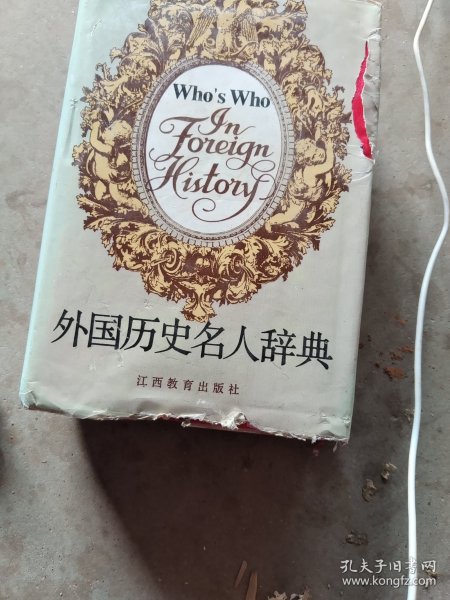 Who's Who
In
Foreign
History
外国历史名人辞典
江西教育出版社
孔夫子旧书网
www.kongfz.com